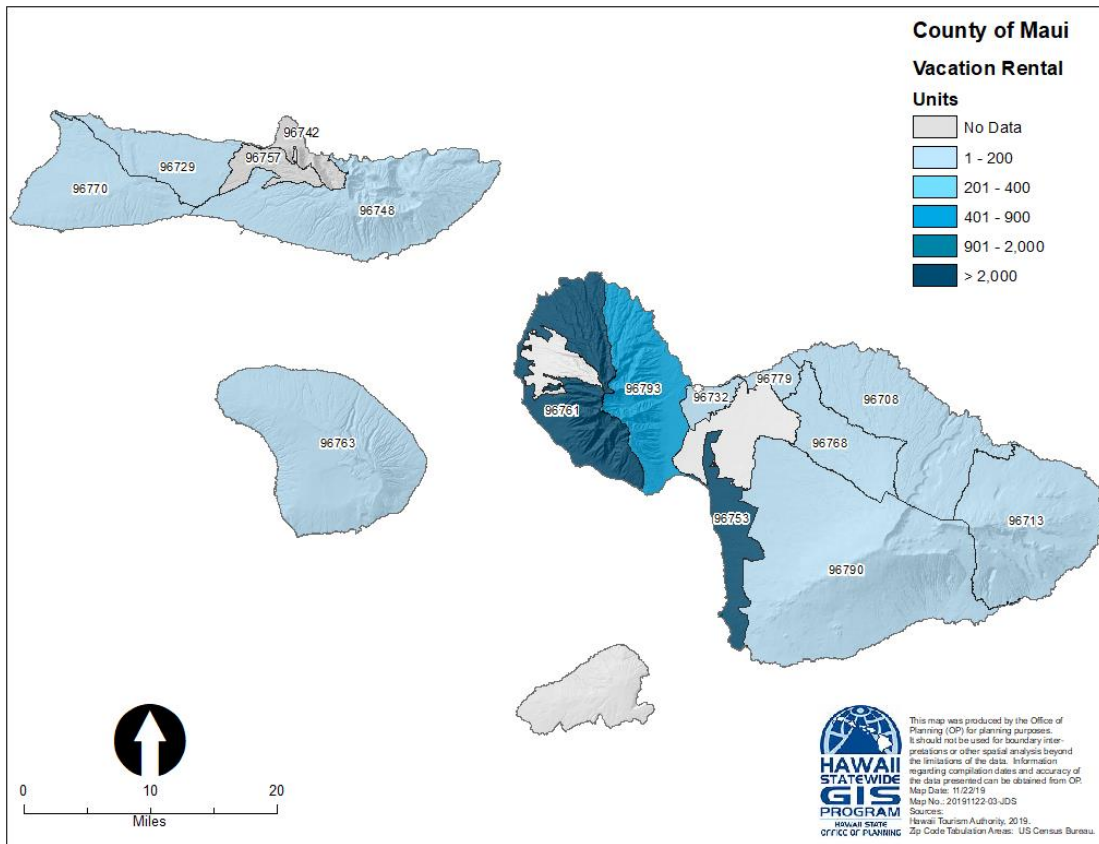 County of Maui
Vacation Rental
Units
No Data
1 - 200
201 - 400
401 - 900
901 - 2,000
> 2,000
96742
96757
96729
96770
96748
96779
96708
96793
96732
96761
96768
96763
96753
96713
96790
0
10
20
Miles
HAWAII
STATEWIDE
GIS
PROGRAM
HAWAII STATE
OFFICE OF PLANNING
This map was produced by the Office of
Planning (OP) for planning purposes.
It should not be used for boundary inter-
pretations or other spatial analysis beyond
the limitations of the data. Information
regarding compilation dates and accuracy of
the data presented can be obtained from OP.
Map Date: 11/22/19
Map No.: 20191122-03-JDS
Sources:
Hawaii Tourism Authority, 2019.
Zip Code Tabulation Areas: US Census Bureau.